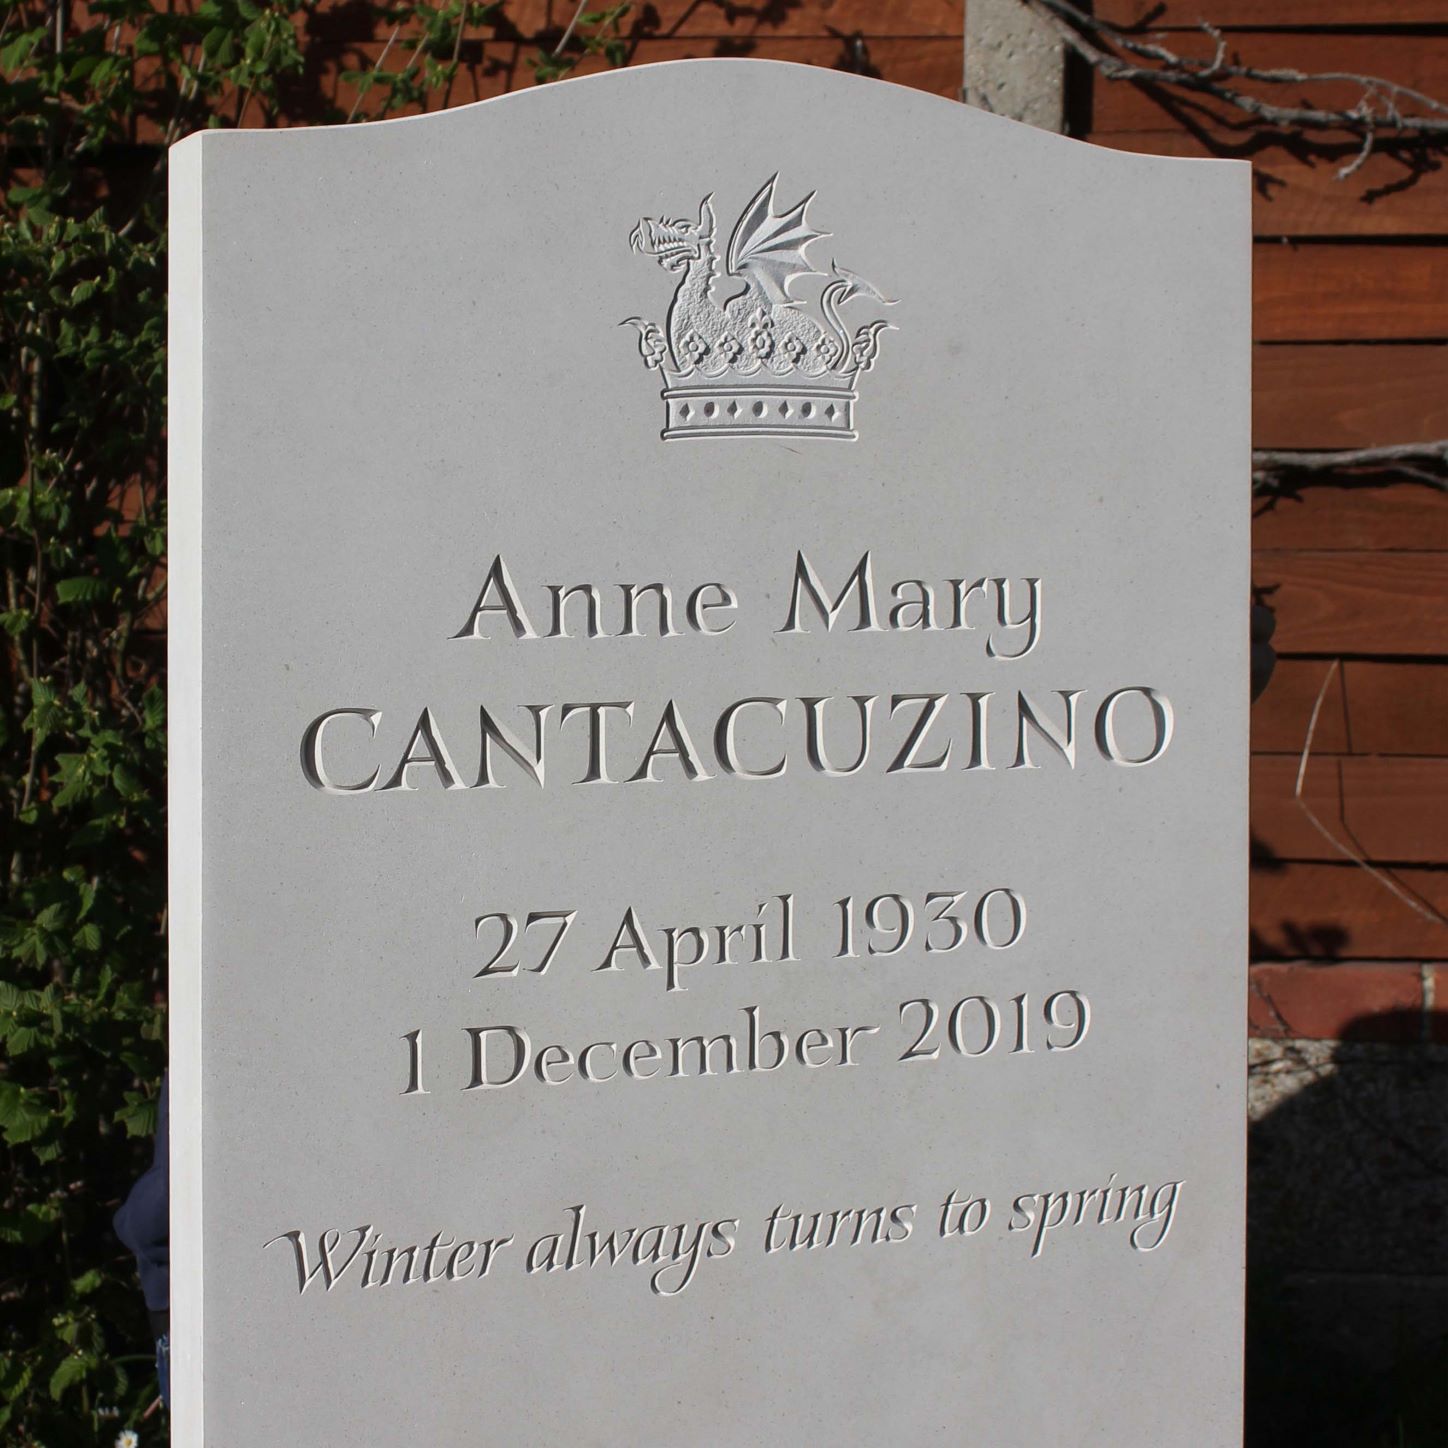 Anne Mary
CANTACUZINO
27 April 1930
1 December 2019
Winter always turns to spring